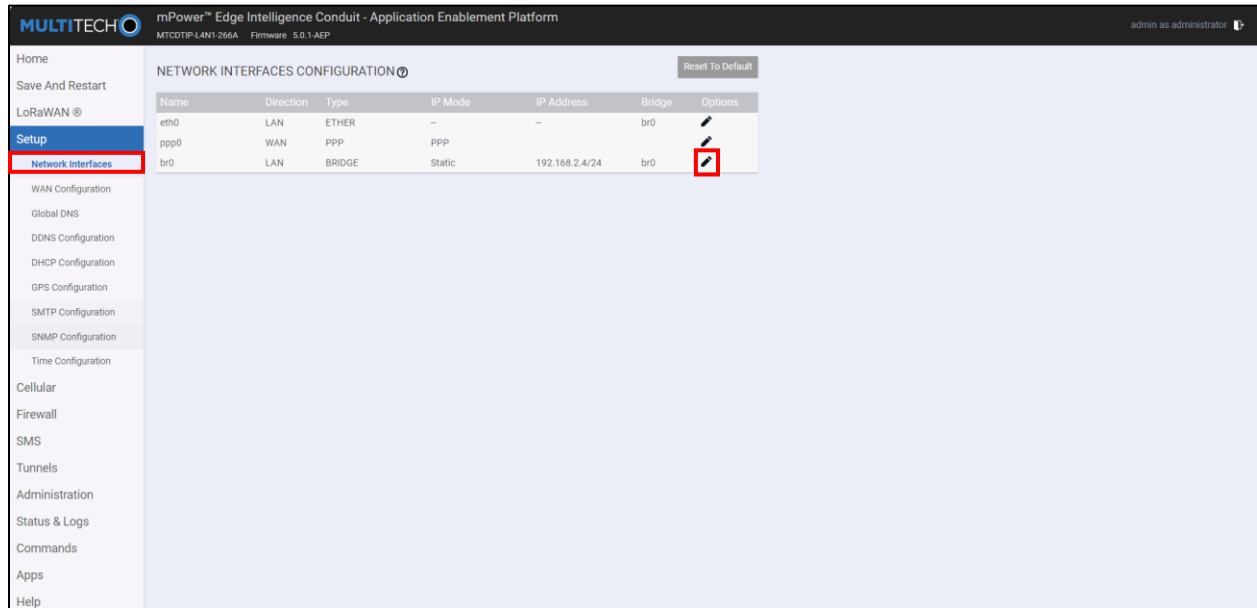 MULTITECH
mPower™ Edge Intelligence Conduit - Application Enablement Platform
MTCDTIP-L4N1-266A Firmware 5.0.1-AEP
admin as administrator
Home
Save And Restart
LoRaWAN ®
Setup
Network Interfaces
WAN Configuration
Global DNS
DDNS Configuration
DHCP Configuration
GPS Configuration
SMTP Configuration
SNMP Configuration
Time Configuration
Cellular
Firewall
SMS
Tunnels
Administration
Status & Logs
Commands
Apps
Help
NETWORK INTERFACES CONFIGURATION ?
Reset To Default
Name Direction Type IP Mode IP Address Bridge Options
eth0 LAN ETHER – – br0
ppp0 WAN PPP PPP
br0 LAN BRIDGE Static 192.168.2.4/24 br0